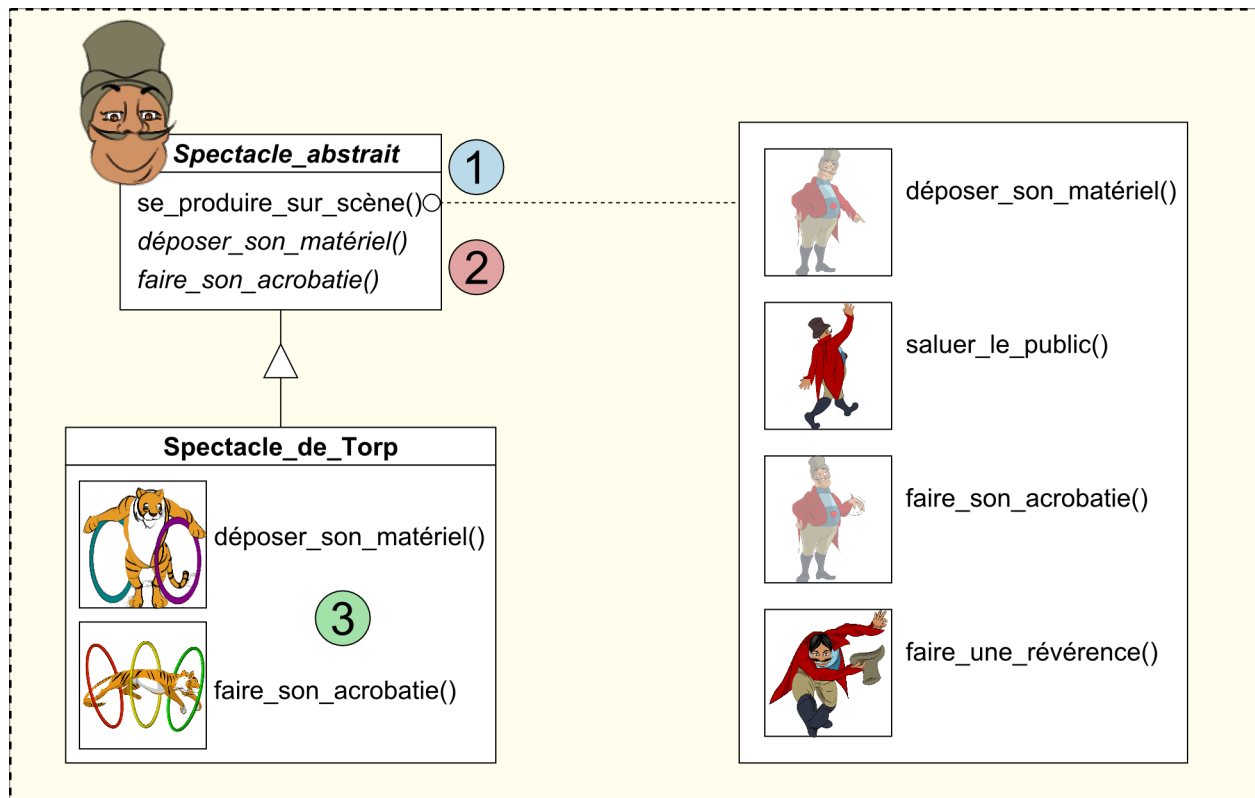 Spectacle_abstrait
1
se_produire_sur_scène()
déposer_son_matériel()
2
faire_son_acrobatie()
Spectacle_de_Torp
déposer_son_matériel()
3
faire_son_acrobatie()
déposer_son_matériel()
saluer_le_public()
faire_son_acrobatie()
faire_une_révérence()